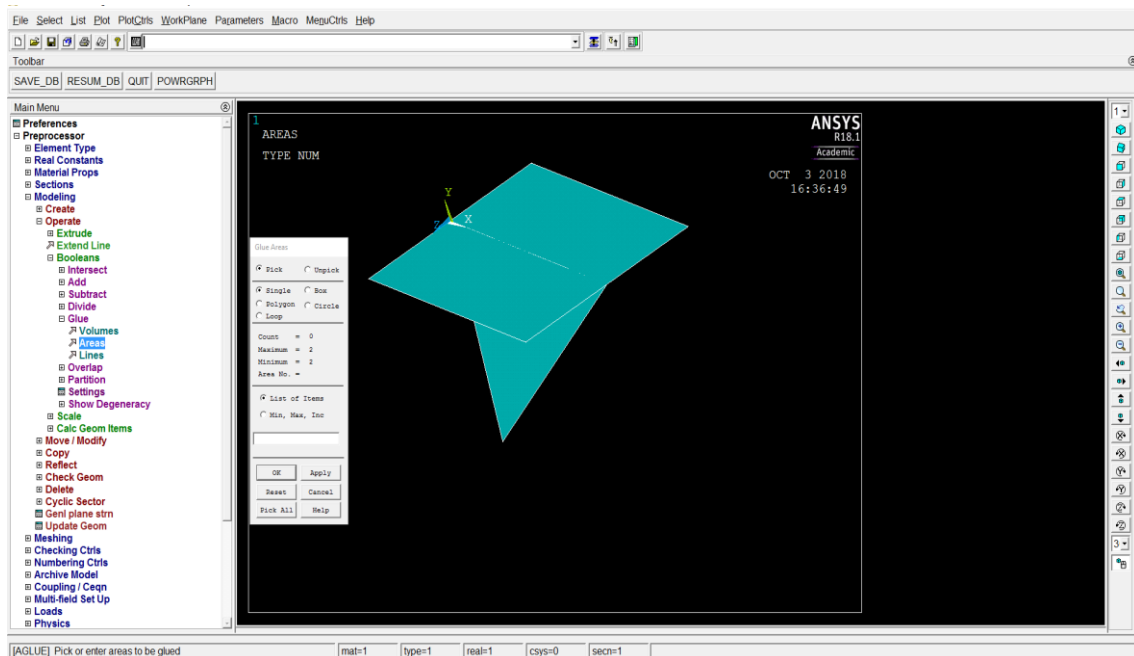 File Select List Plot PlotCtrls WorkPlane Parameters Macro MenuCtrls Help
Toolbar
SAVE_DB RESUM_DB QUIT POWRGRPH
Main Menu
Preferences
Preprocessor
Element Type
Real Constants
Material Props
Sections
Modeling
Create
Operate
Extrude
Extend Line
Booleans
Intersect
Add
Subtract
Divide
Glue
Volumes
Areas
Lines
Overlap
Partition
Settings
Show Degeneracy
Scale
Calc Geom Items
Move / Modify
Copy
Reflect
Check Geom
Delete
Cyclic Sector
Genl plane strn
Update Geom
Meshing
Checking Ctrls
Numbering Ctrls
Archive Model
Coupling / Ceqn
Multi-field Set Up
Loads
Physics
1
AREAS
TYPE NUM
ANSYS
R18.1
Academic
OCT 3 2018
16:36:49
Y
Z X
Glue Areas
Pick Unpick
Single Box
Polygon Circle
Loop
Count = 0
Maximum = 2
Minimum = 2
Area No. =
List of Items
Min, Max, Inc
OK Apply
Reset Cancel
Pick All Help
1
3
[AGLUE] Pick or enter areas to be glued mat=1 type=1 real=1 csys=0 secn=1